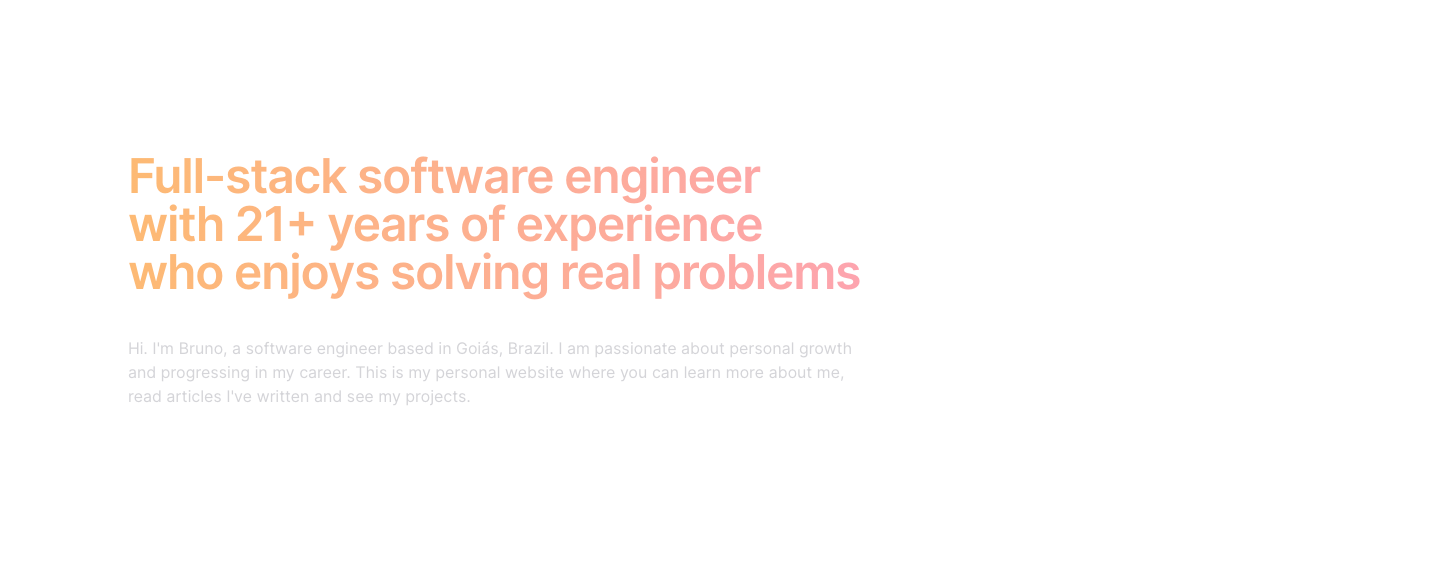 Full-stack software engineer
with 21+ years of experience
who enjoys solving real problems
Hi. I'm Bruno, a software engineer based in Goiás, Brazil. I am passionate about personal growth
and progressing in my career. This is my personal website where you can learn more about me,
read articles I've written and see my projects.